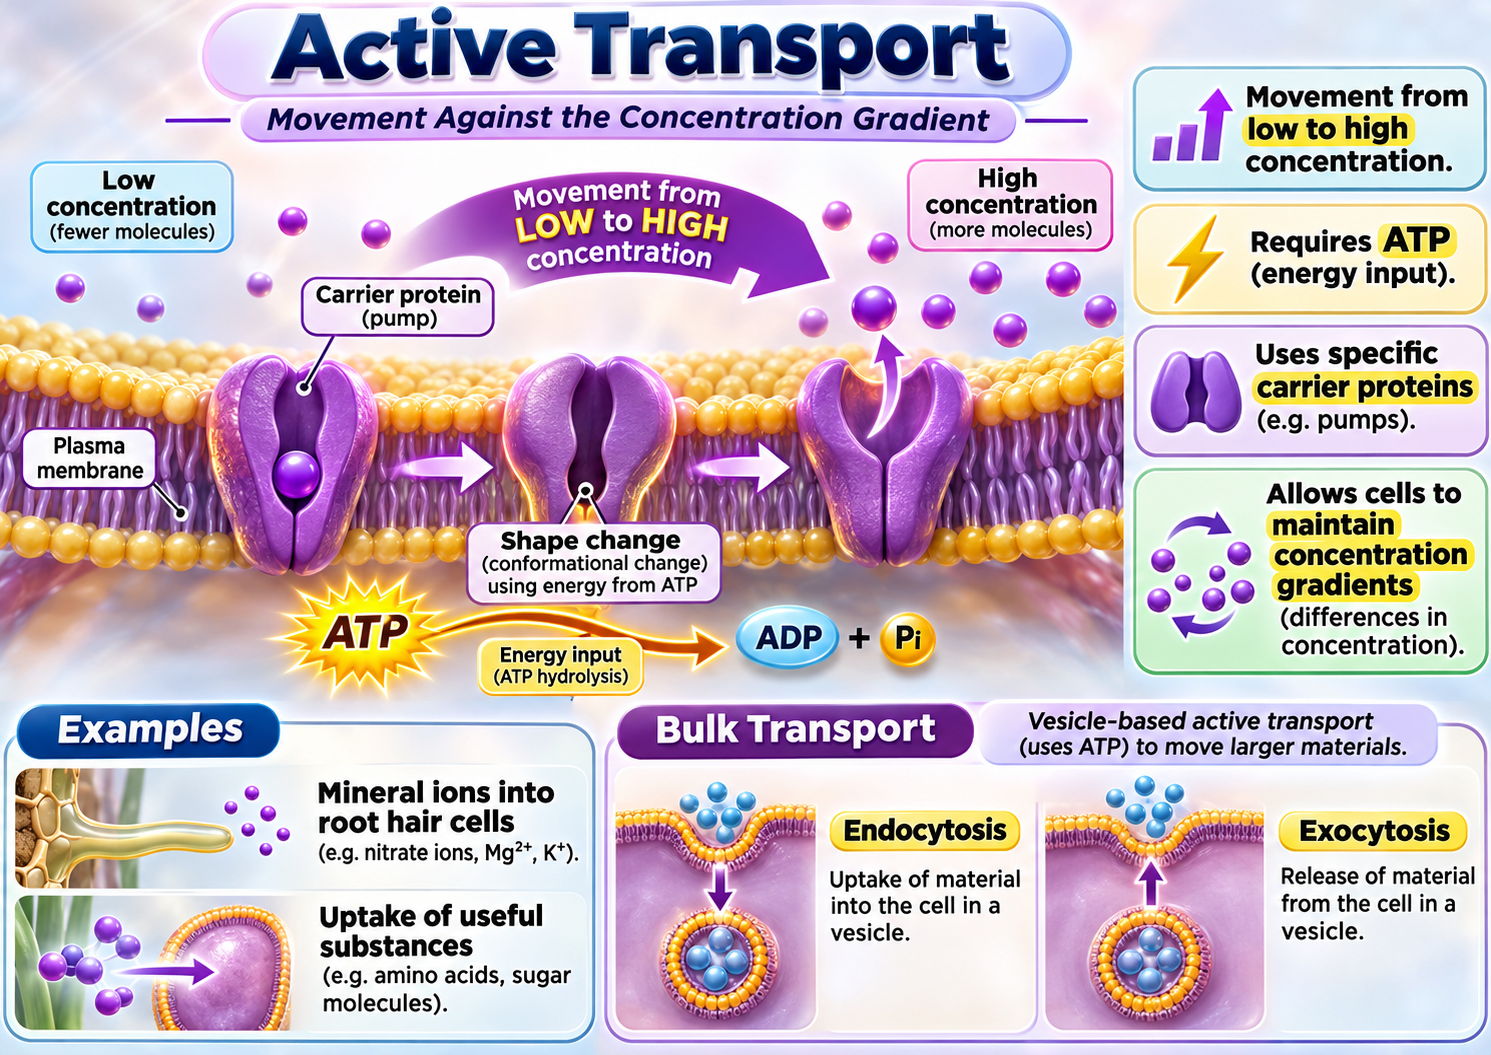 Active Transport
Movement Against the Concentration Gradient
Low
concentration
(fewer molecules)
Movement from
LOW to HIGH
concentration
High
concentration
(more molecules)
Carrier protein
(pump)
Plasma
membrane
Shape change
(conformational change)
using energy from ATP
ATP
Energy input
(ATP hydrolysis)
ADP + Pi
Movement from
low to high
concentration.
Requires ATP
(energy input).
Uses specific
carrier proteins
(e.g. pumps).
Allows cells to
maintain
concentration
gradients
(differences in
concentration).
Examples
Mineral ions into
root hair cells
(e.g. nitrate ions, Mg²⁺, K⁺).
Uptake of useful
substances
(e.g. amino acids, sugar
molecules).
Bulk Transport
Vesicle-based active transport
(uses ATP) to move larger materials.
Endocytosis
Uptake of material
into the cell in a
vesicle.
Exocytosis
Release of material
from the cell in a
vesicle.